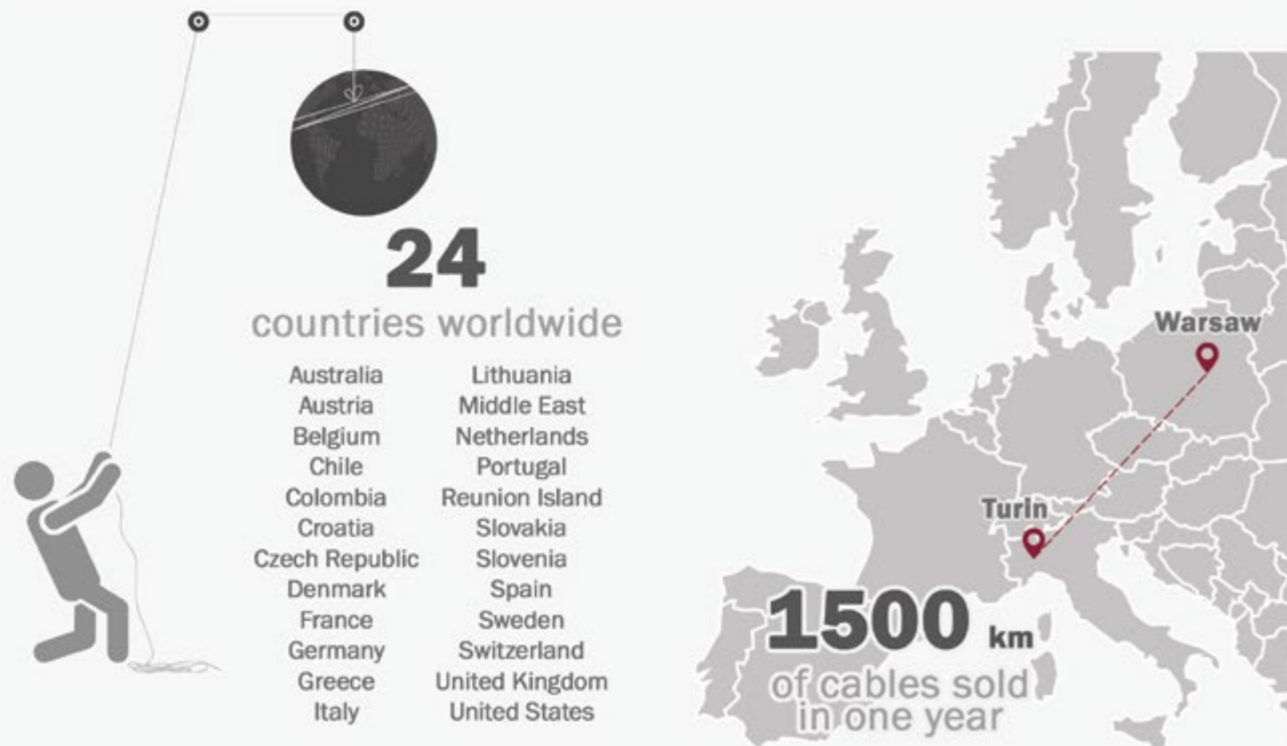 24
countries worldwide
Australia
Austria
Belgium
Chile
Colombia
Croatia
Czech Republic
Denmark
France
Germany
Greece
Italy
Lithuania
Middle East
Netherlands
Portugal
Reunion Island
Slovakia
Slovenia
Spain
Sweden
Switzerland
United Kingdom
United States
Warsaw
Turin
1500 km
of cables sold
in one year